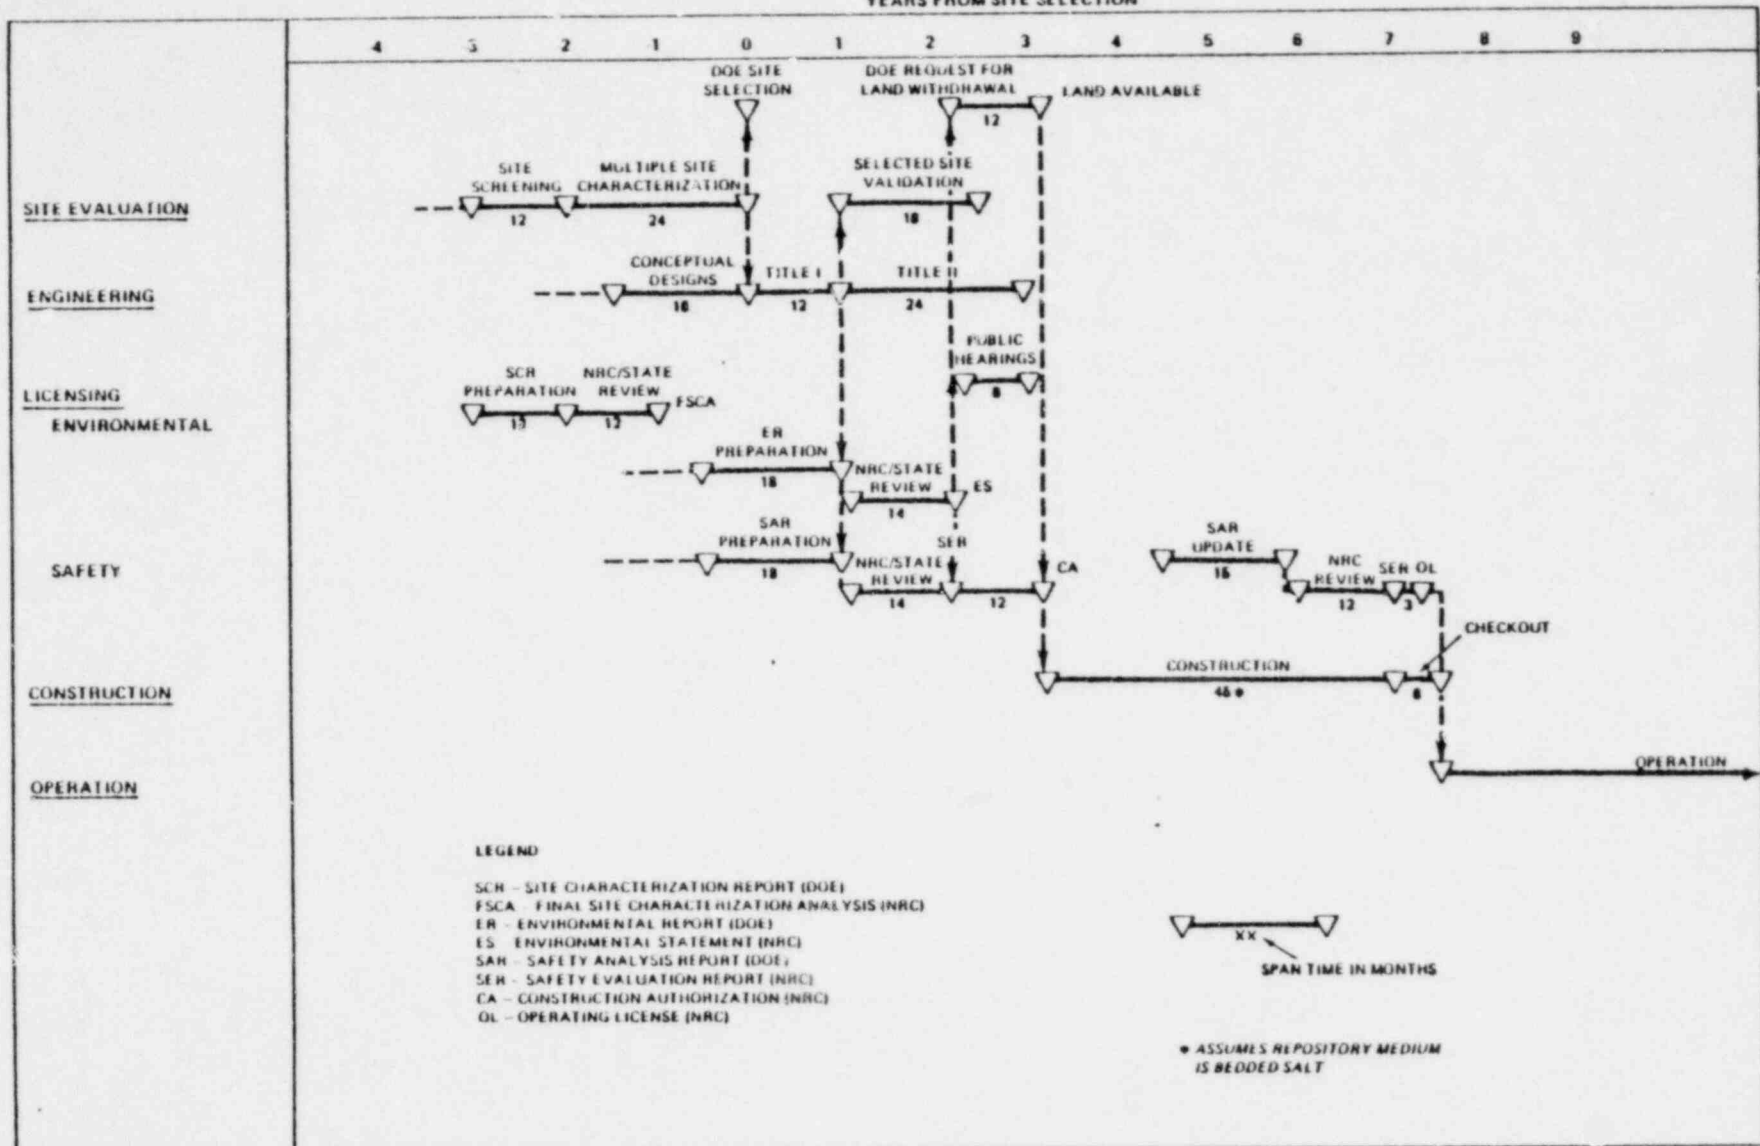 YEARS FROM SITE SELECTION
-4 -3 -2 -1 0 1 2 3 4 5 6 7 8 9
DOE SITE
SELECTION
DOE REQUEST FOR
LAND WITHDRAWAL
LAND AVAILABLE
12
SITE
SCREENING
MULTIPLE SITE
CHARACTERIZATION
SELECTED SITE
VALIDATION
SITE EVALUATION
12
24
18
CONCEPTUAL
DESIGNS
TITLE I
TITLE II
ENGINEERING
12
24
PUBLIC
HEARINGS
SCR
PREPARATION
NRC/STATE
REVIEW
FSCA
LICENSING
ENVIRONMENTAL
12
ER
PREPARATION
18
NRC/STATE
REVIEW
ES
14
SAR
PREPARATION
SER
SAFETY
18
NRC/STATE
REVIEW
CA
14
12
SAR
UPDATE
NRC
REVIEW
SER OL
12
3
CHECKOUT
CONSTRUCTION
CONSTRUCTION
6
OPERATION
OPERATION
LEGEND
SCR - SITE CHARACTERIZATION REPORT (DOE)
FSCA - FINAL SITE CHARACTERIZATION ANALYSIS (NRC)
ER - ENVIRONMENTAL REPORT (DOE)
ES ENVIRONMENTAL STATEMENT (NRC)
SAR - SAFETY ANALYSIS REPORT (DOE)
SER - SAFETY EVALUATION REPORT (NRC)
CA - CONSTRUCTION AUTHORIZATION (NRC)
OL - OPERATING LICENSE (NRC)
XX
SPAN TIME IN MONTHS
• ASSUMES REPOSITORY MEDIUM
IS BEDDED SALT